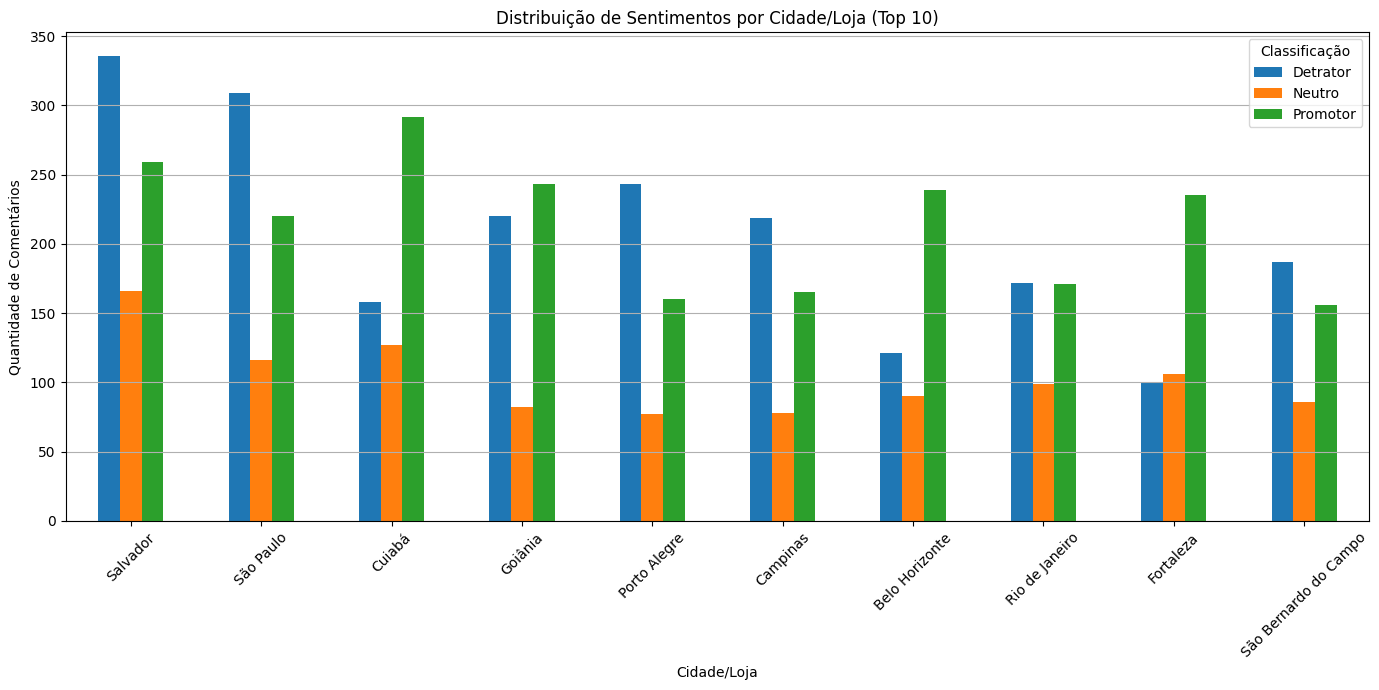 Distribuição de Sentimentos por Cidade/Loja (Top 10)
350
300
250
200
150
100
50
0
Quantidade de Comentários
Classificação
Detrator
Neutro
Promotor
Salvador
São Paulo
Cuiabá
Goiânia
Porto Alegre
Campinas
Belo Horizonte
Rio de Janeiro
Fortaleza
São Bernardo do Campo
Cidade/Loja